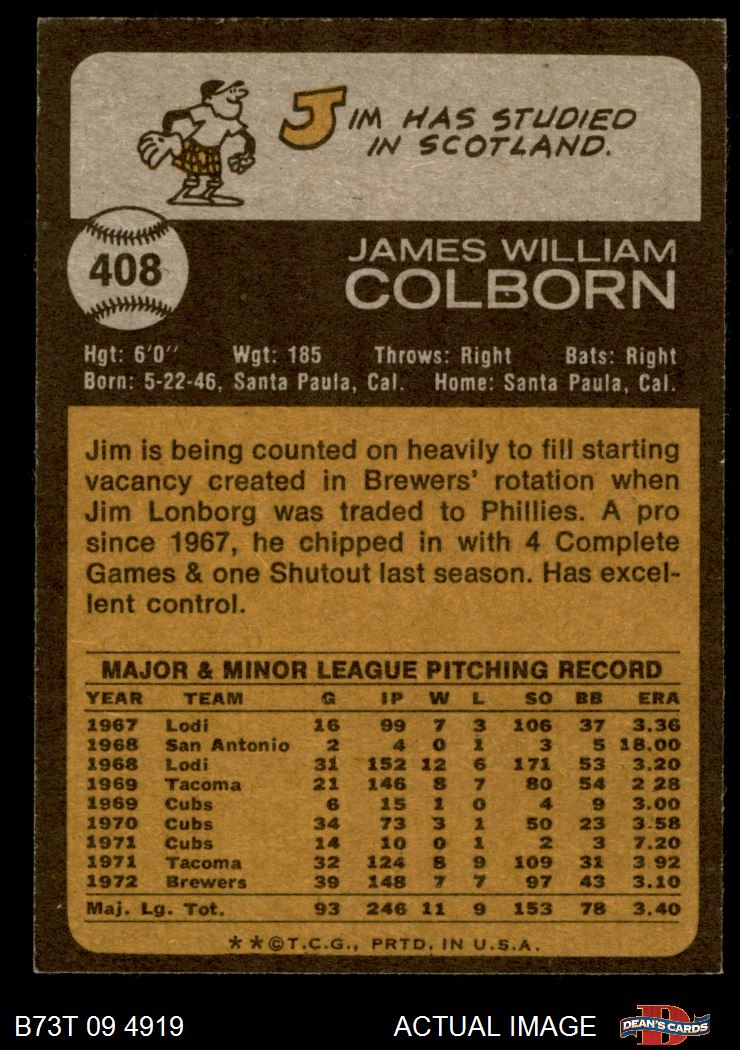 JIM HAS STUDIED
IN SCOTLAND.
408
JAMES WILLIAM
COLBORN
Hgt: 6'0" Wgt: 185 Throws: Right Bats: Right
Born: 5-22-46, Santa Paula, Cal. Home: Santa Paula, Cal.
Jim is being counted on heavily to fill starting
vacancy created in Brewers' rotation when
Jim Lonborg was traded to Phillies. A pro
since 1967, he chipped in with 4 Complete
Games & one Shutout last season. Has excel-
lent control.
MAJOR & MINOR LEAGUE PITCHING RECORD
YEAR TEAM G IP W L SO BB ERA
1967 Lodi 16 99 7 3 106 37 3.36
1968 San Antonio 2 4 0 1 3 5 18.00
1968 Lodi 31 152 12 6 171 53 3.20
1969 Tacoma 21 146 8 7 80 54 2 28
1969 Cubs 6 15 1 0 4 9 3.00
1970 Cubs 34 73 3 1 50 23 3.58
1971 Cubs 14 10 0 1 2 3 7.20
1971 Tacoma 32 124 8 9 109 31 3 92
1972 Brewers 39 148 7 7 97 43 3.10
Maj. Lg. Tot. 93 246 11 9 153 78 3.40
* * © T.C.G., PRTD. IN U.S.A.
B73T 09 4919 ACTUAL IMAGE DEAN'S CARDS